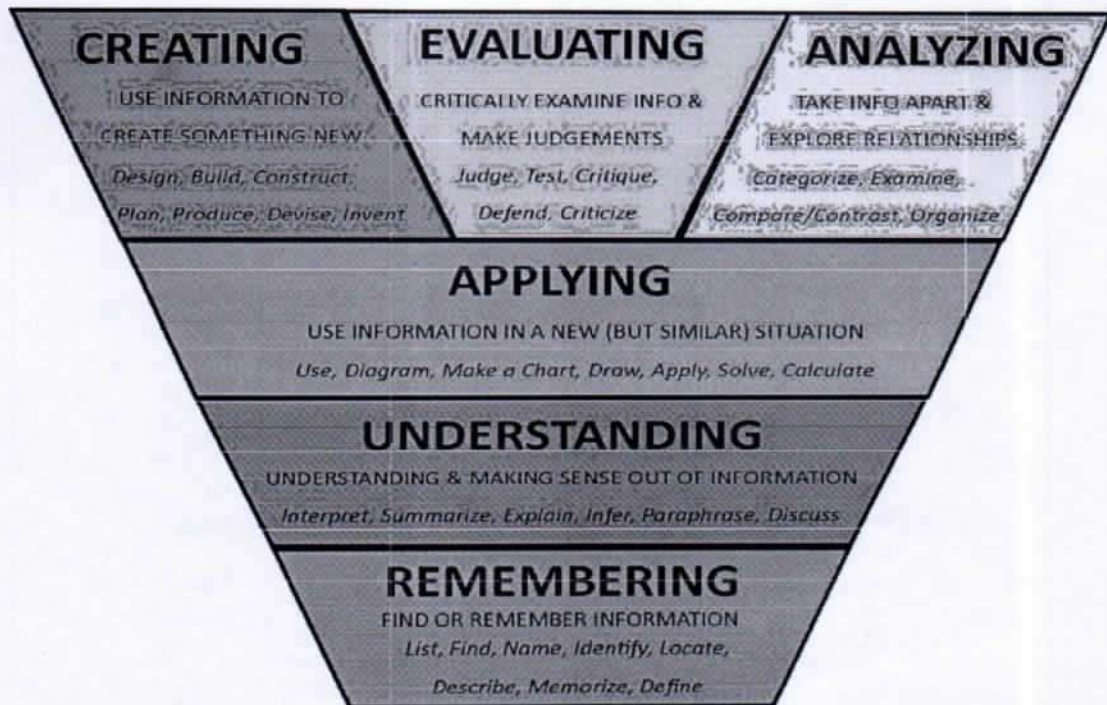 CREATING
USE INFORMATION TO
CREATE SOMETHING NEW
Design, Build, Construct,
Plan, Produce, Devise, Invent
EVALUATING
CRITICALLY EXAMINE INFO &
MAKE JUDGEMENTS
Judge, Test, Critique,
Defend, Criticize
ANALYZING
TAKE INFO APART &
EXPLORE RELATIONSHIPS
Categorize, Examine,
Compare/Contrast, Organize
APPLYING
USE INFORMATION IN A NEW (BUT SIMILAR) SITUATION
Use, Diagram, Make a Chart, Draw, Apply, Solve, Calculate
UNDERSTANDING
UNDERSTANDING & MAKING SENSE OUT OF INFORMATION
Interpret, Summarize, Explain, Infer, Paraphrase, Discuss
REMEMBERING
FIND OR REMEMBER INFORMATION
List, Find, Name, Identify, Locate,
Describe, Memorize, Define